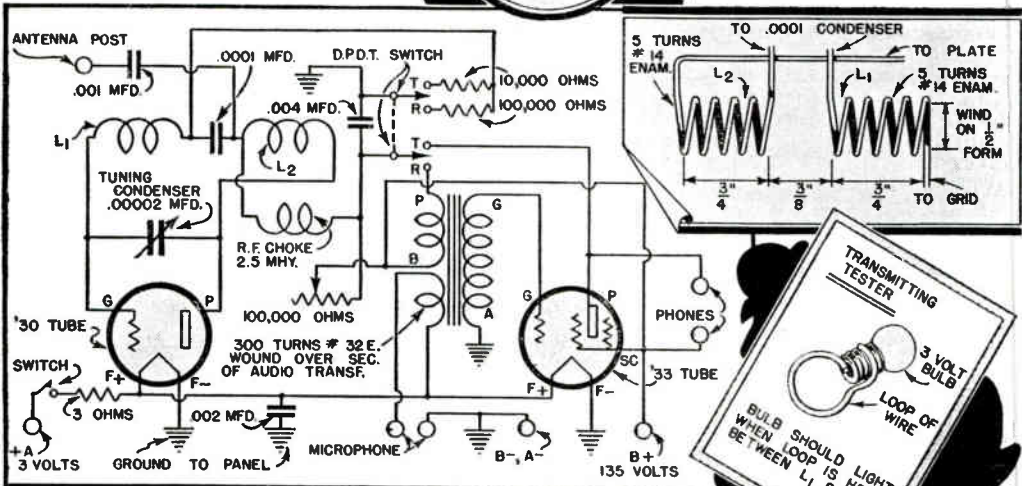 ANTENNA POST
.001 MFD.
.0001 MFD.
D.P.D.T. SWITCH
T
R
10,000 OHMS
100,000 OHMS
.004 MFD.
L1
L2
TUNING
CONDENSER
.00002 MFD.
R.F. CHOKE
2.5 MHY.
T
R
P
G
B
A
100,000 OHMS
300 TURNS # 32 E.
WOUND OVER SEC.
OF AUDIO TRANSF.
G
P
'30 TUBE
F+
F-
SWITCH
3 OHMS
+A
3 VOLTS
GROUND TO PANEL
.002 MFD.
MICROPHONE
B-, A-
G
P
SC
F+
F-
'33 TUBE
PHONES
B+
135 VOLTS
TO .0001 CONDENSER
5 TURNS
# 14
ENAM.
TO PLATE
L2
L1
5 TURNS
# 14 ENAM.
WIND
ON 1/2"
FORM
3/4"
3/8"
3/4"
TO GRID
TRANSMITTING
TESTER
3 VOLT
BULB
LOOP OF
WIRE
BULB SHOULD LIGHT
WHEN LOOP IS
BETWEEN L1